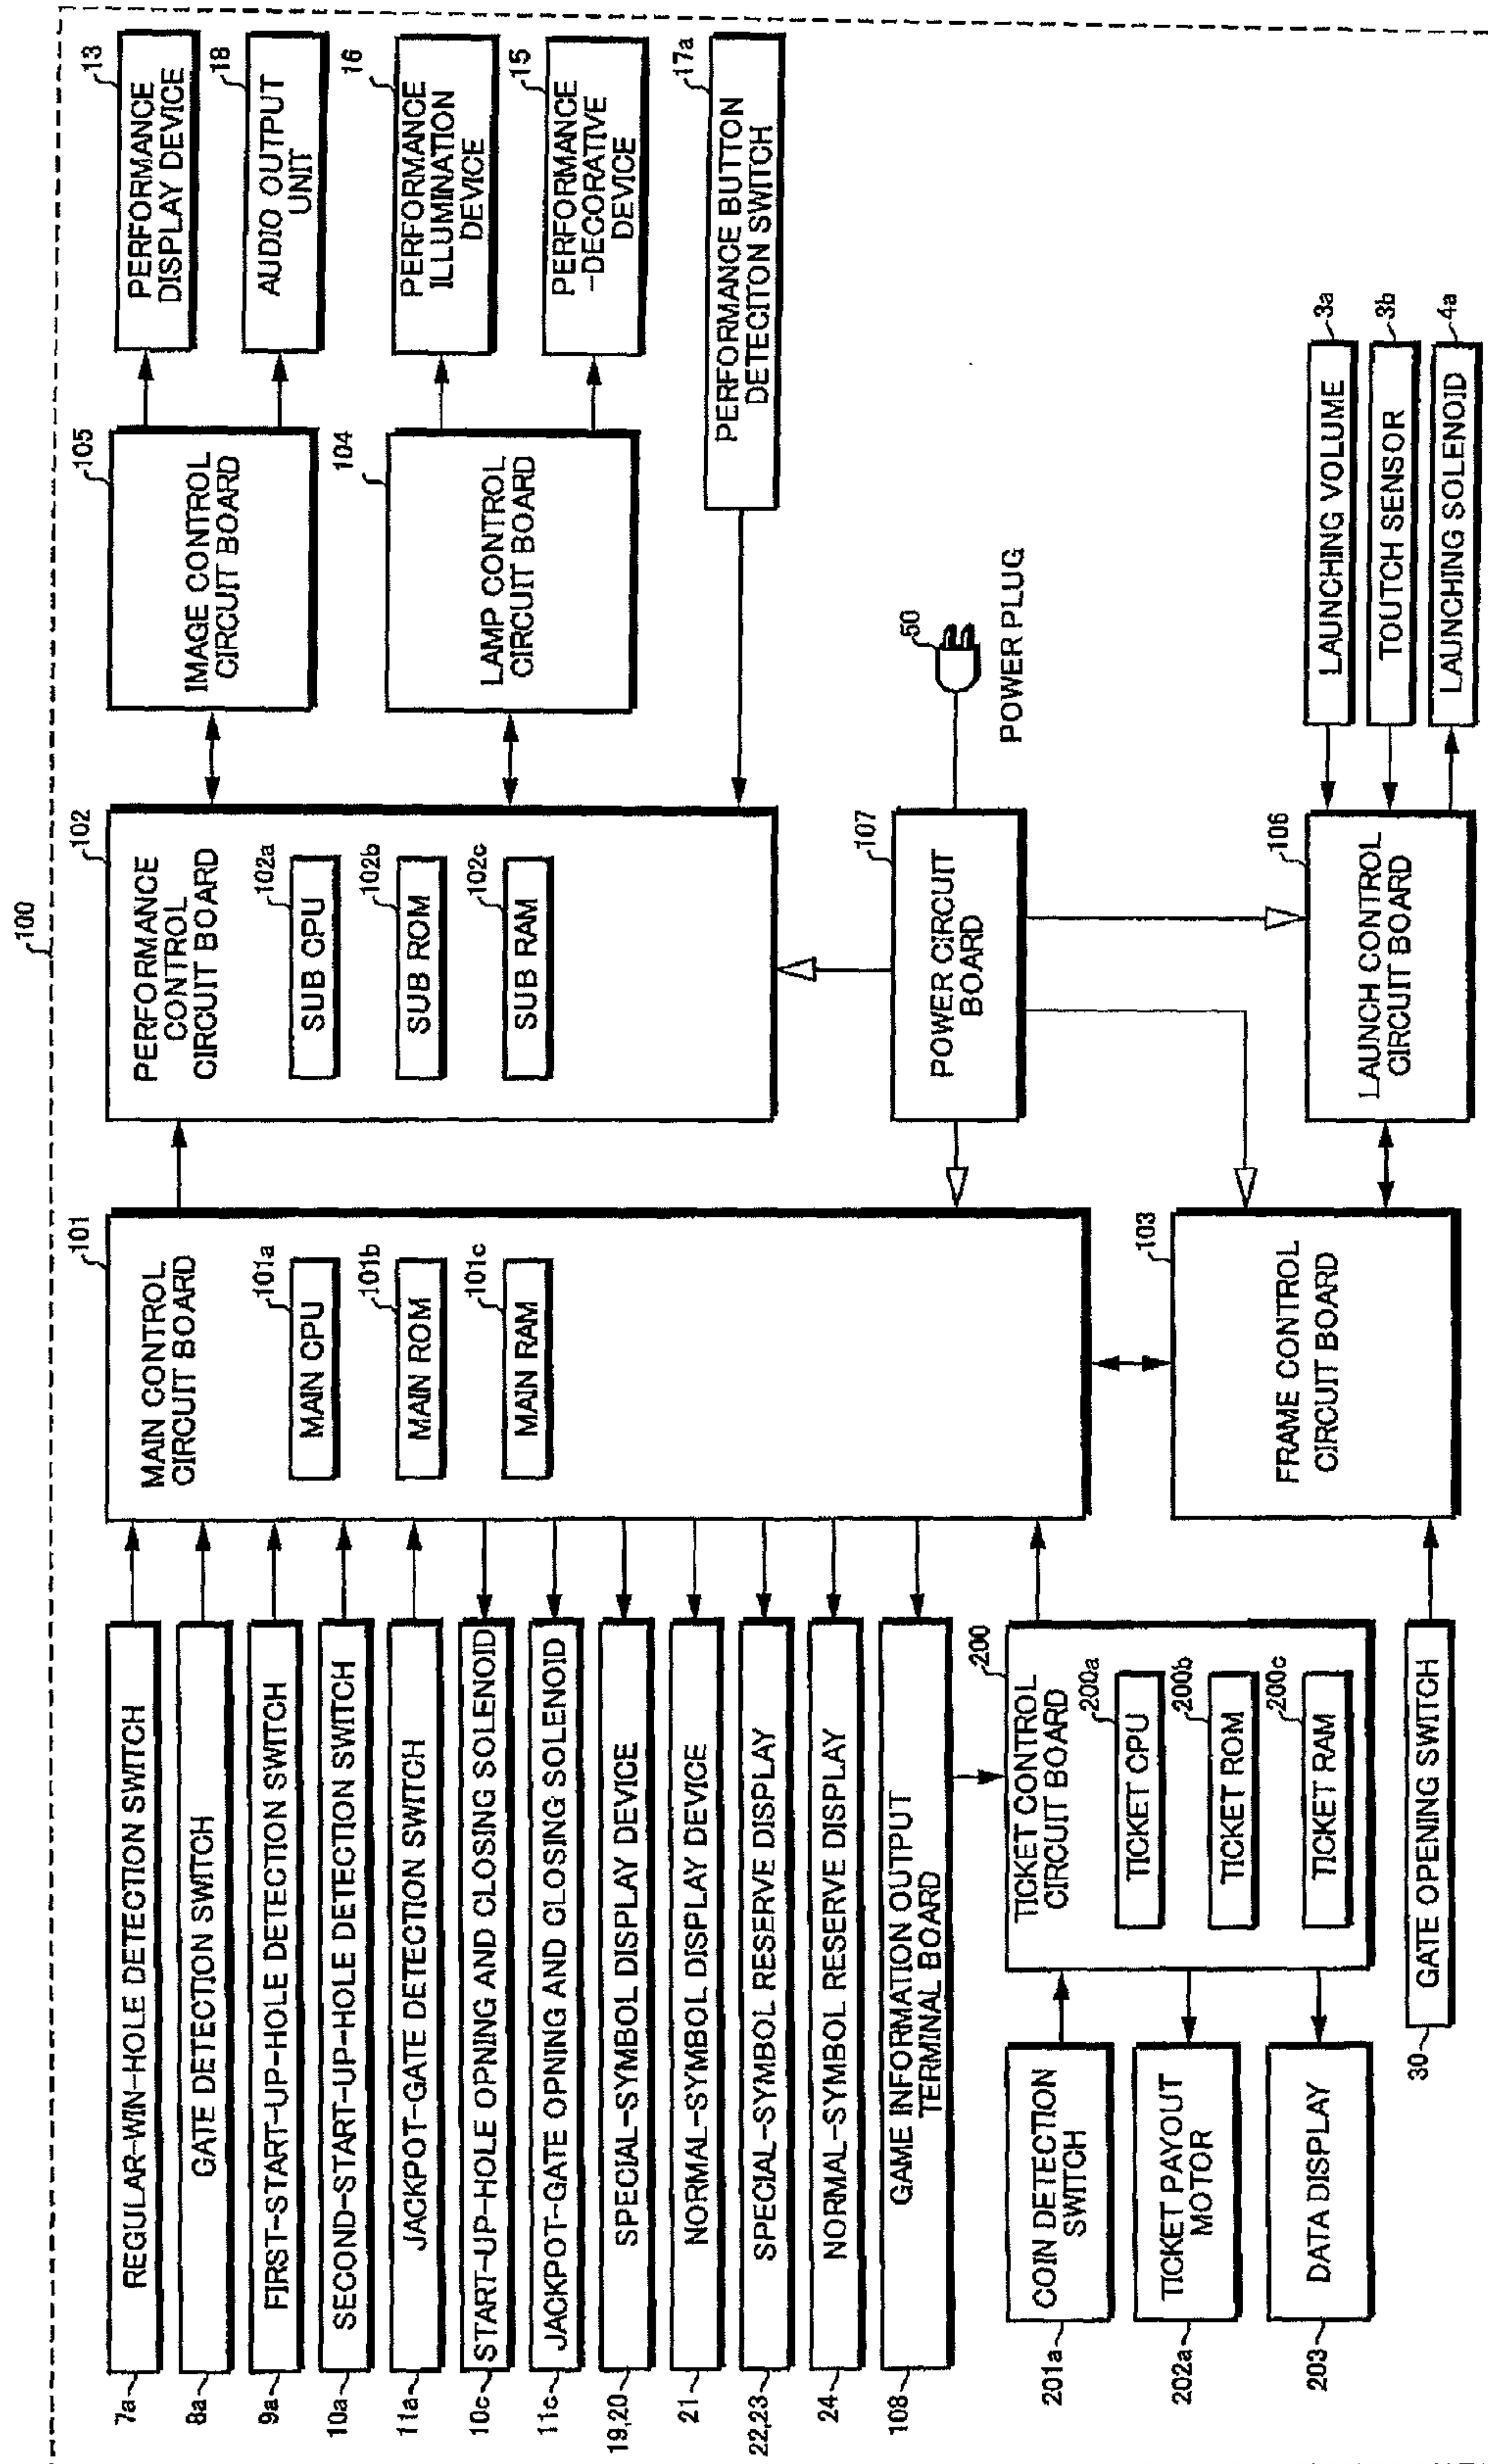 100
7a
REGULAR-WIN-HOLE DETECTION SWITCH
8a
GATE DETECTION SWITCH
9a
FIRST-START-UP-HOLE DETECTION SWITCH
10a
SECOND-START-UP-HOLE DETECTION SWITCH
11a
JACKPOT-GATE DETECTION SWITCH
10c
START-UP-HOLE OPNING AND CLOSING SOLENOID
11c
JACKPOT-GATE OPNING AND CLOSING SOLENOID
19,20
SPECIAL-SYMBOL DISPLAY DEVICE
21
NORMAL-SYMBOL DISPLAY DEVICE
22,23
SPECIAL-SYMBOL RESERVE DISPLAY
24
NORMAL-SYMBOL RESERVE DISPLAY
108
GAME INFORMATION OUTPUT
TERMINAL BOARD
201a
COIN DETECTION
SWITCH
202a
TICKET PAYOUT
MOTOR
203
DATA DISPLAY
200
TICKET CONTROL
CIRCUIT BOARD
200a
TICKET CPU
200b
TICKET ROM
200c
TICKET RAM
30
GATE OPENING SWITCH
101
MAIN CONTROL
CIRCUIT BOARD
101a
MAIN CPU
101b
MAIN ROM
101c
MAIN RAM
103
FRAME CONTROL
CIRCUIT BOARD
102
PERFORMANCE
CONTROL
CIRCUIT BOARD
102a
SUB CPU
102b
SUB ROM
102c
SUB RAM
107
POWER CIRCUIT
BOARD
50
POWER PLUG
106
LAUNCH CONTROL
CIRCUIT BOARD
105
IMAGE CONTROL
CIRCUIT BOARD
104
LAMP CONTROL
CIRCUIT BOARD
13
PERFORMANCE
DISPLAY DEVICE
18
AUDIO OUTPUT
UNIT
16
PERFORMANCE
ILLUMINATION
DEVICE
15
PERFORMANCE
-DECORATIVE
DEVICE
17a
PERFORMANCE BUTTON
DETECITON SWITCH
3a
LAUNCHING VOLUME
3b
TOUTCH SENSOR
4a
LAUNCHING SOLENOID